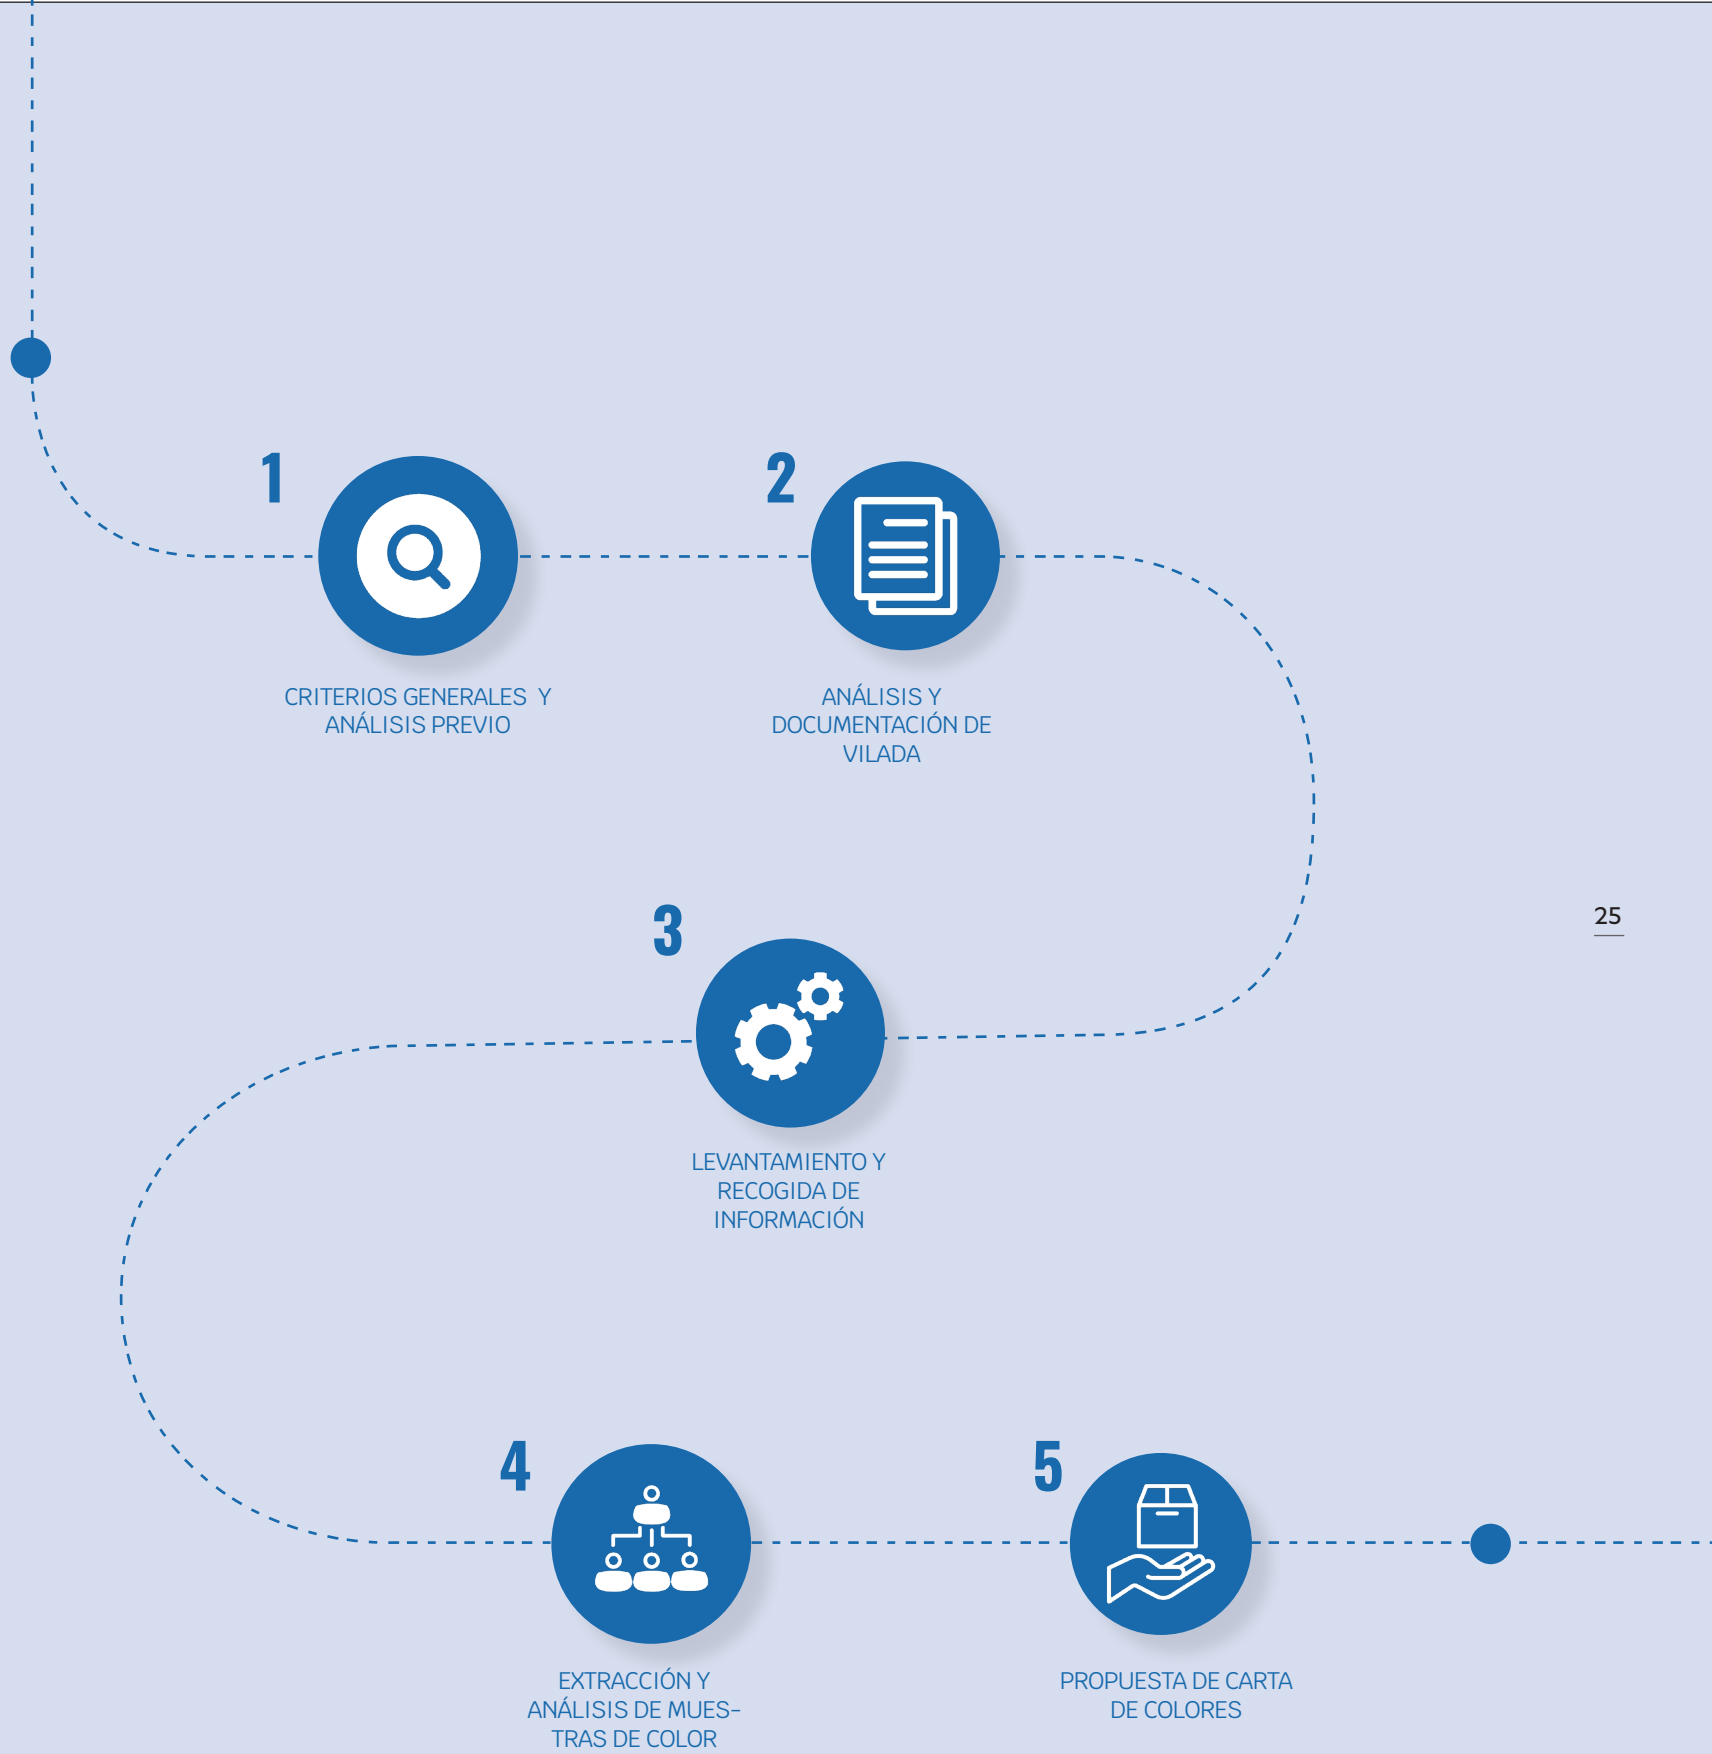 1
CRITERIOS GENERALES Y
ANÁLISIS PREVIO
2
ANÁLISIS Y
DOCUMENTACIÓN DE
VILADA
25
3
LEVANTAMIENTO Y
RECOGIDA DE
INFORMACIÓN
4
EXTRACCIÓN Y
ANÁLISIS DE MUES-
TRAS DE COLOR
5
PROPUESTA DE CARTA
DE COLORES